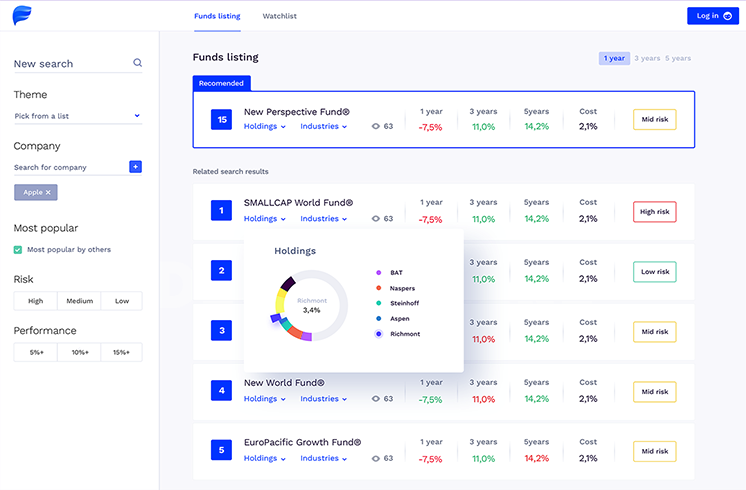 Funds listing
Watchlist
Log in
New search
Theme
Pick from a list
Company
Search for company
+
Apple ×
Most popular
Most popular by others
Risk
High Medium Low
Performance
5%+ 10%+ 15%+
Funds listing
1 year 3 years 5 years
Recomended
15
New Perspective Fund®
Holdings Industries 63
1 year 3 years 5years Cost
-7,5% 11,0% 14,2% 2,1%
Mid risk
Related search results
1
SMALLCAP World Fund®
Holdings Industries 63
1 year 3 years 5years Cost
-7,5% 11,0% 14,2% 2,1%
High risk
2
3 years 5years Cost
11,0% 14,2% 2,1%
Low risk
3
3 years 5years Cost
11,0% 14,2% 2,1%
Mid risk
Holdings
Richmont
3,4%
BAT
Naspers
Steinhoff
Aspen
Richmont
4
New World Fund®
Holdings Industries 63
1 year 3 years 5years Cost
-7,5% 11,0% 14,2% 2,1%
Mid risk
5
EuroPacific Growth Fund®
Holdings Industries 63
1 year 3 years 5years Cost
-7,5% 11,0% 14,2% 2,1%
Mid risk